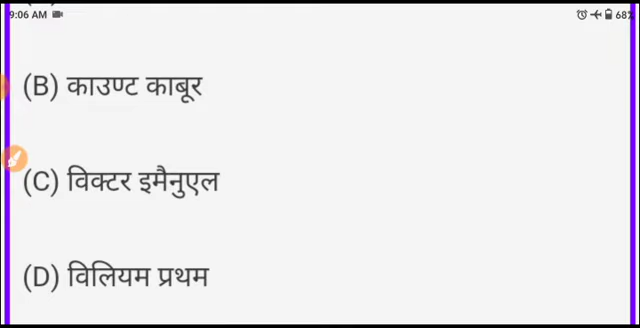 9:06 AM 68%
(B) काउण्ट काबूर
(C) विक्टर इमैनुएल
(D) विलियम प्रथम